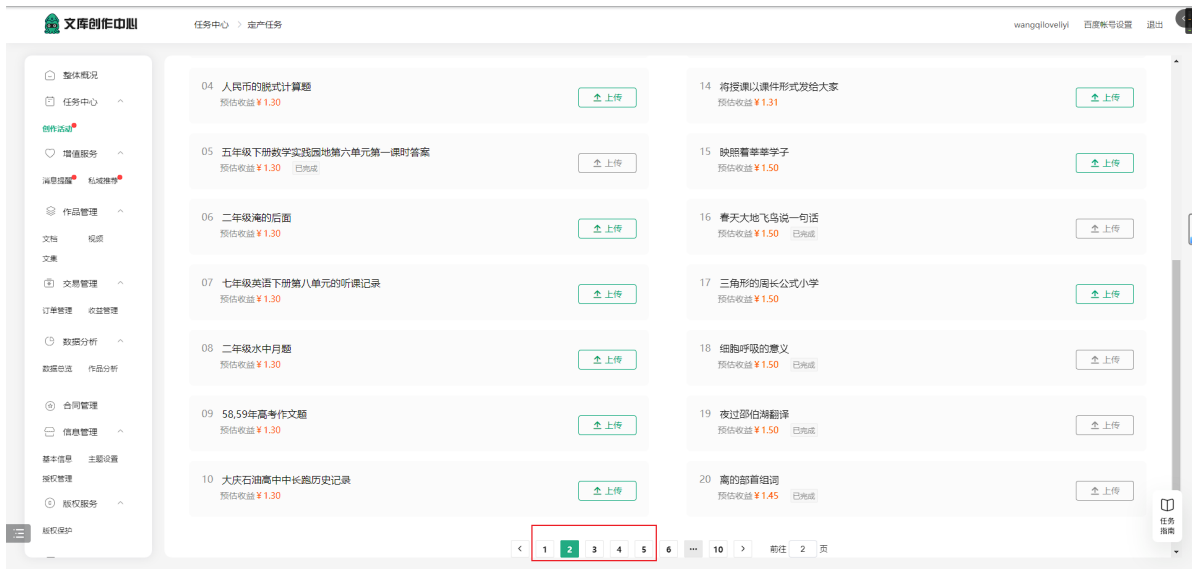 文库创作中心
任务中心 > 定产任务
wangqiloveliyi 百度帐号设置 退出
整体概况
任务中心
创作活动
增值服务
消息提醒 私域推荐
作品管理
文档 视频
文集
交易管理
订单管理 收益管理
数据分析
数据总览 作品分析
合同管理
信息管理
基本信息 主题设置
授权管理
版权服务
版权保护
04 人民币的脱式计算题
预估收益 ¥ 1.30
上传
05 五年级下册数学实践园地第六单元第一课时答案
预估收益 ¥ 1.30 已完成
上传
06 二年级淹的后面
预估收益 ¥ 1.30
上传
07 七年级英语下册第八单元的听课记录
预估收益 ¥ 1.30
上传
08 二年级水中月题
预估收益 ¥ 1.30
上传
09 58,59年高考作文题
预估收益 ¥ 1.30
上传
10 大庆石油高中中长跑历史记录
预估收益 ¥ 1.30
上传
14 将授课以课件形式发给大家
预估收益 ¥ 1.31
上传
15 映照着莘莘学子
预估收益 ¥ 1.50
上传
16 春天大地飞鸟说一句话
预估收益 ¥ 1.50 已完成
上传
17 三角形的周长公式小学
预估收益 ¥ 1.50
上传
18 细胞呼吸的意义
预估收益 ¥ 1.50 已完成
上传
19 夜过邵伯湖翻译
预估收益 ¥ 1.50 已完成
上传
20 离的部首组词
预估收益 ¥ 1.45 已完成
上传
< 1 2 3 4 5 6 ... 10 > 前往 2 页
任务
指南